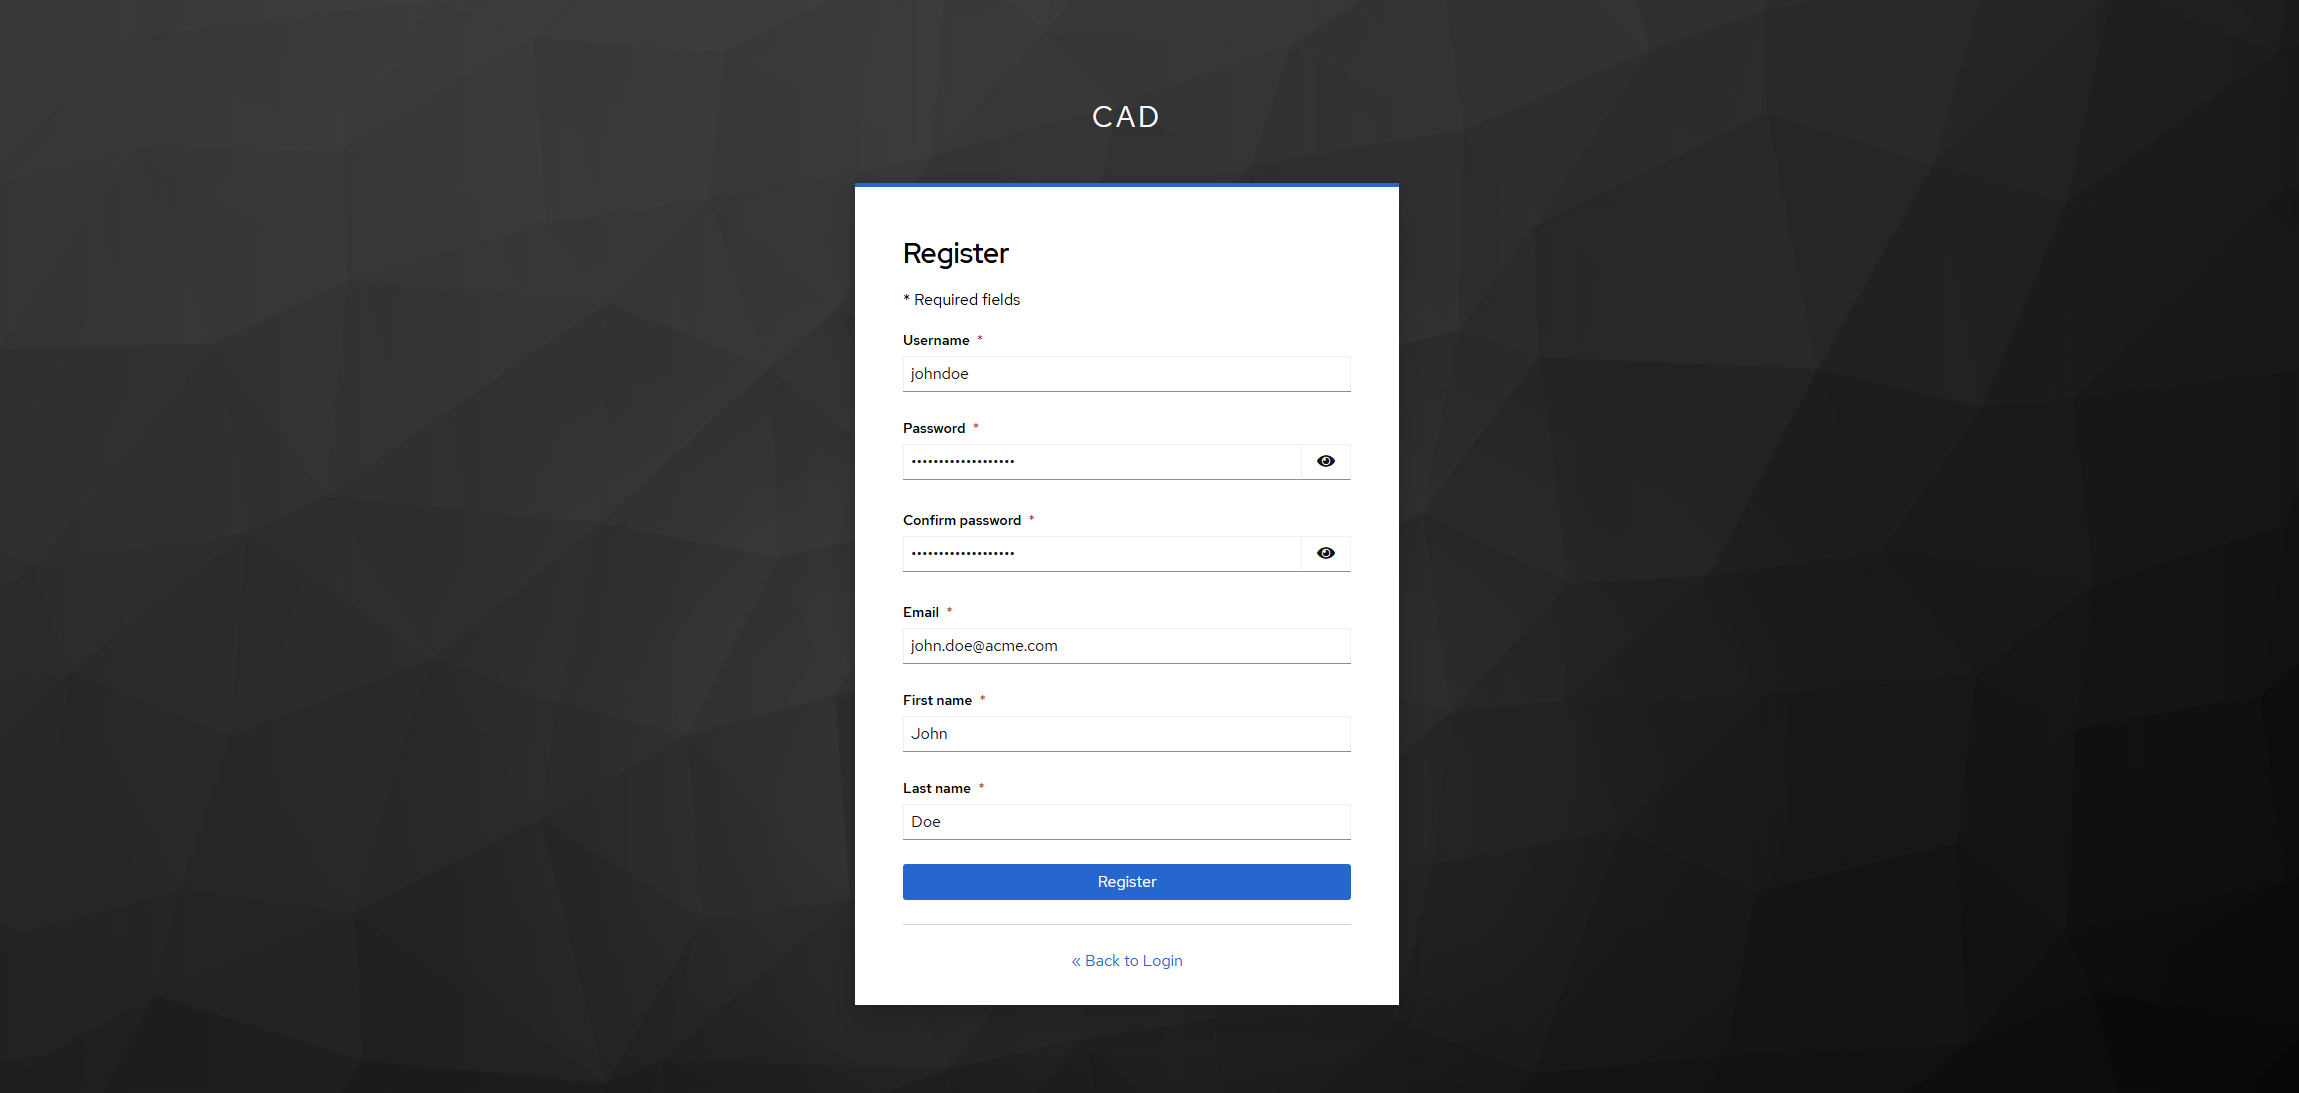 CAD
Register
* Required fields
Username *
johndoe
Password *
•••••••••••••••••••
Confirm password *
•••••••••••••••••••
Email *
john.doe@acme.com
First name *
John
Last name *
Doe
Register
« Back to Login